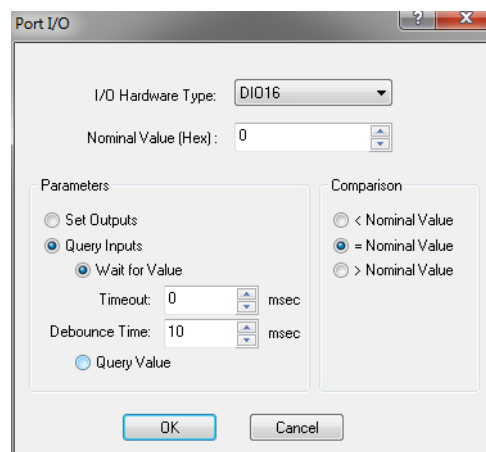 Port I/O
?
X
I/O Hardware Type: DIO16
Nominal Value (Hex) : 0
Parameters
Set Outputs
Query Inputs
Wait for Value
Timeout: 0 msec
Debounce Time: 10 msec
Query Value
Comparison
< Nominal Value
= Nominal Value
> Nominal Value
OK Cancel